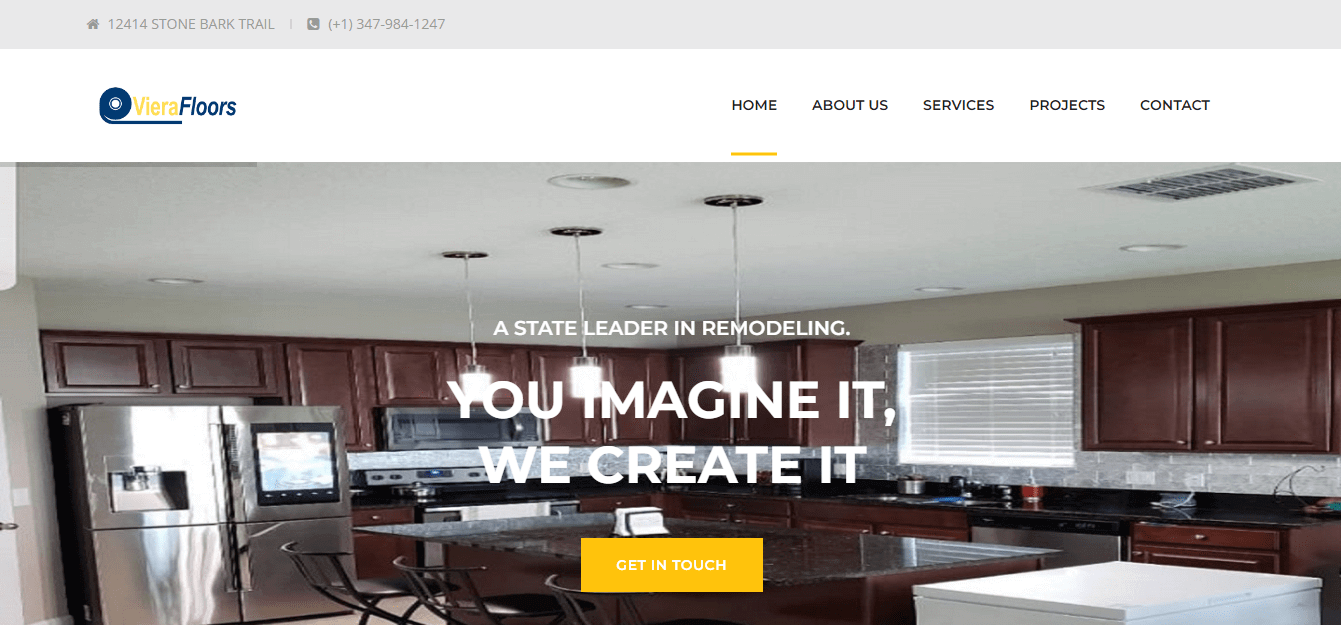 12414 STONE BARK TRAIL | (+1) 347-984-1247
VieraFloors
HOME ABOUT US SERVICES PROJECTS CONTACT
A STATE LEADER IN REMODELING.
YOU IMAGINE IT,
WE CREATE IT
GET IN TOUCH